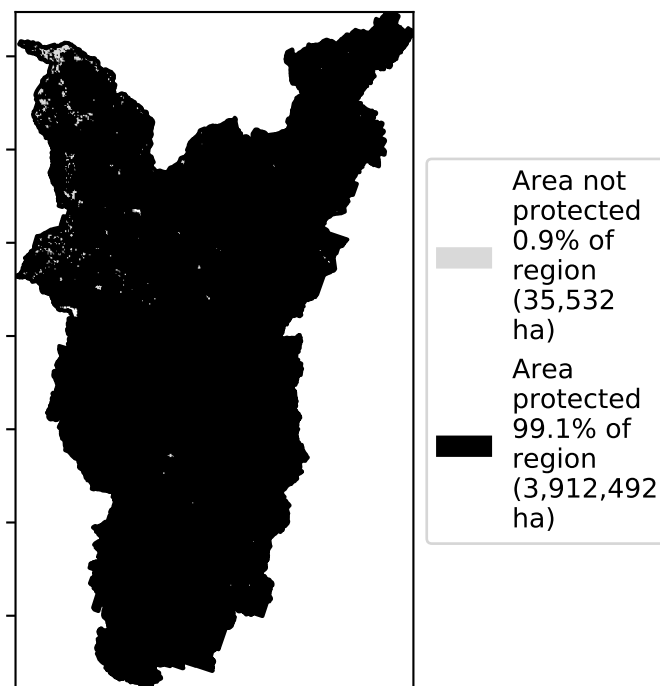 Area not
protected
0.9% of
region
(35,532
ha)
Area
protected
99.1% of
region
(3,912,492
ha)